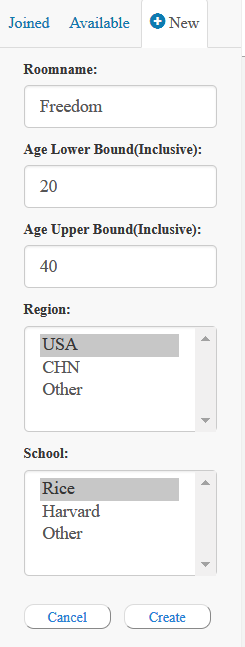 Joined Available New
Roomname:
Freedom
Age Lower Bound(Inclusive):
20
Age Upper Bound(Inclusive):
40
Region:
USA
CHN
Other
School:
Rice
Harvard
Other
Cancel Create